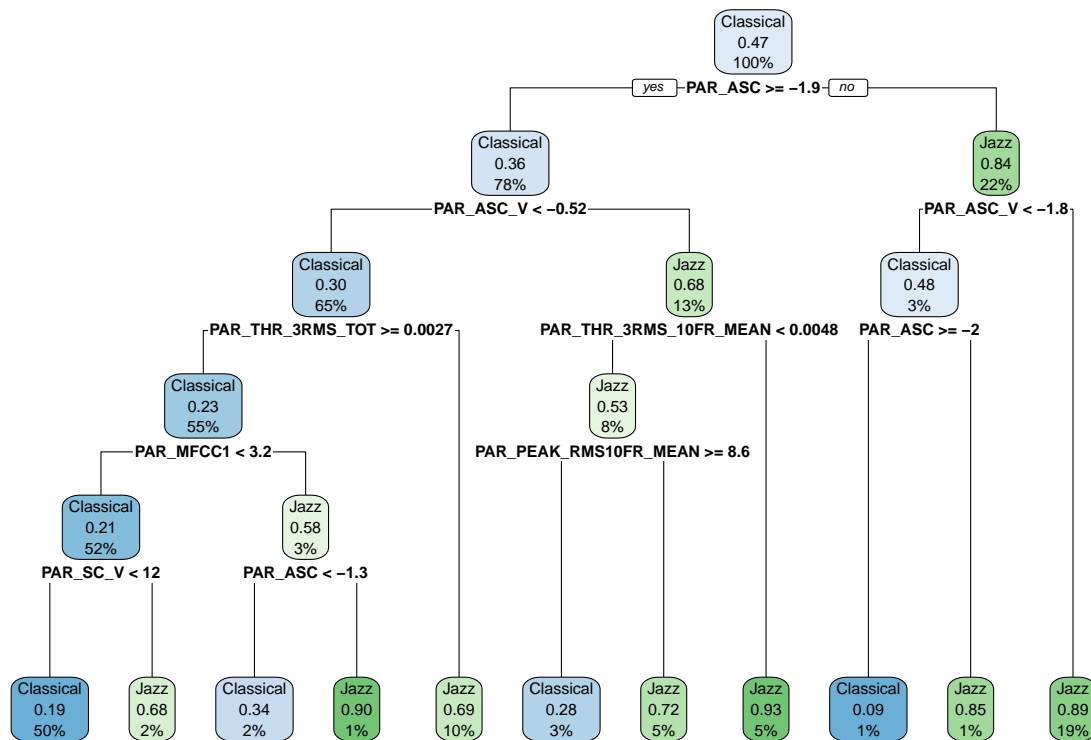 Classical
0.47
100%
yes PAR_ASC >= −1.9 no
Classical
0.36
78%
Jazz
0.84
22%
PAR_ASC_V < −0.52
PAR_ASC_V < −1.8
Classical
0.30
65%
Jazz
0.68
13%
Classical
0.48
3%
PAR_THR_3RMS_TOT >= 0.0027
PAR_THR_3RMS_10FR_MEAN < 0.0048
PAR_ASC >= −2
Classical
0.23
55%
Jazz
0.53
8%
PAR_MFCC1 < 3.2
PAR_PEAK_RMS10FR_MEAN >= 8.6
Classical
0.21
52%
Jazz
0.58
3%
PAR_SC_V < 12
PAR_ASC < −1.3
Classical
0.19
50%
Jazz
0.68
2%
Classical
0.34
2%
Jazz
0.90
1%
Jazz
0.69
10%
Classical
0.28
3%
Jazz
0.72
5%
Jazz
0.93
5%
Classical
0.09
1%
Jazz
0.85
1%
Jazz
0.89
19%